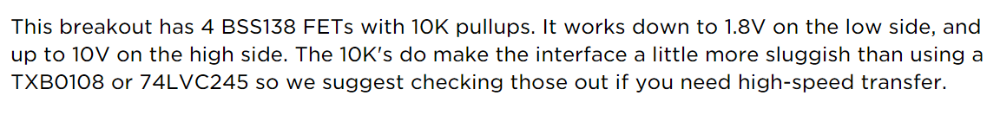 This breakout has 4 BSS138 FETs with 10K pullups. It works down to 1.8V on the low side, and
up to 10V on the high side. The 10K's do make the interface a little more sluggish than using a
TXB0108 or 74LVC245 so we suggest checking those out if you need high-speed transfer.